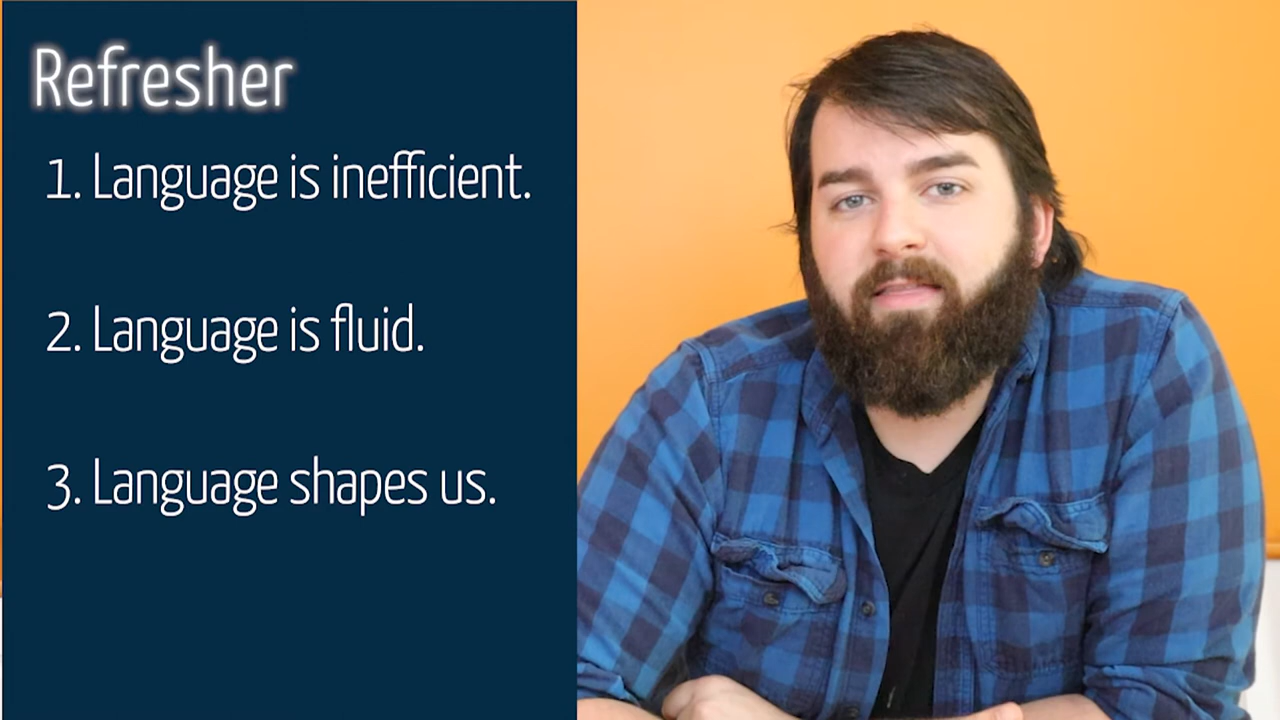 Refresher
1. Language is inefficient.
2. Language is fluid.
3. Language shapes us.